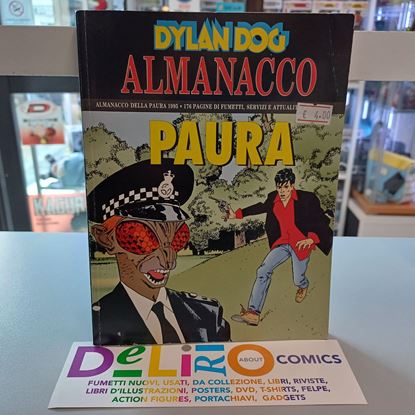 DYLAN DOG
ALMANACCO
ALMANACCO DELLA PAURA 1995 • 176 PAGINE DI FUMETTI, SERVIZI E ATTUALI
€ 4.00
PAURA
DeLiRiO ABOUT COMICS
FUMETTI NUOVI, USATI, DA COLLEZIONE, LIBRI, RIVISTE,
LIBRI D'ILLUSTRAZIONI, POSTERS, DVD, T-SHIRTS, FELPE,
ACTION FIGURES, PORTACHIAVI, GADGETS